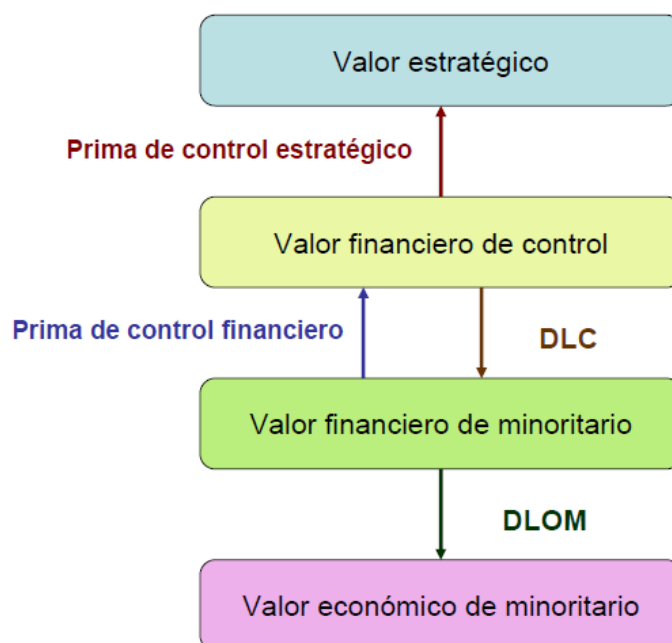 Valor estratégico
Prima de control estratégico
Valor financiero de control
Prima de control financiero
DLC
Valor financiero de minoritario
DLOM
Valor económico de minoritario